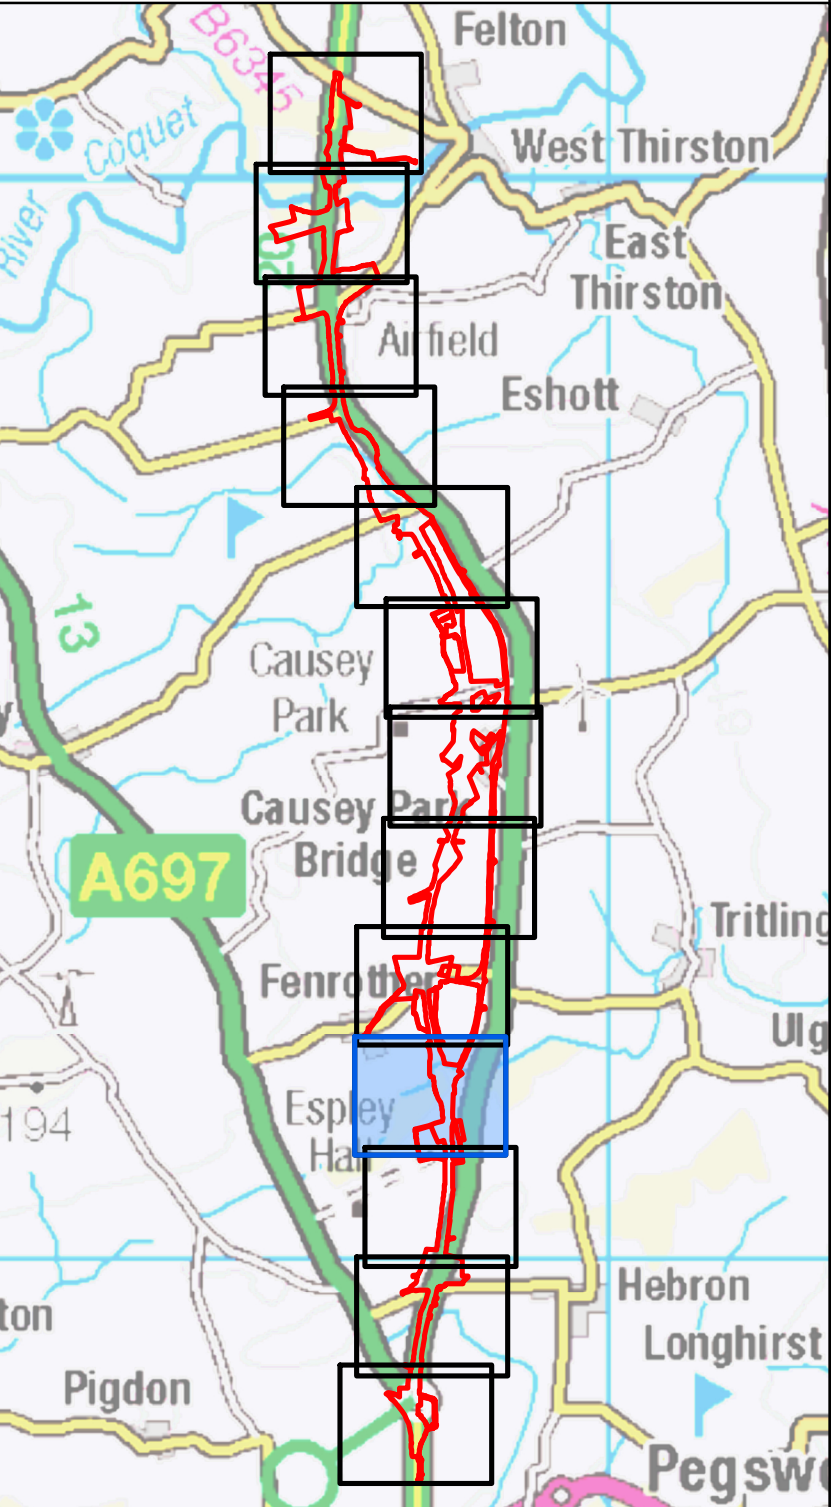 Felton
B6345
Coquet
West Thirston
River
East
Thirston
20
Airfield
Eshott
13
Causey
Park
Causey Park
Bridge
A697
Tritling
Fenrother
Ulg
Espley
Hall
194
Hebron
ton
Longhirst
Pigdon
Pegsw